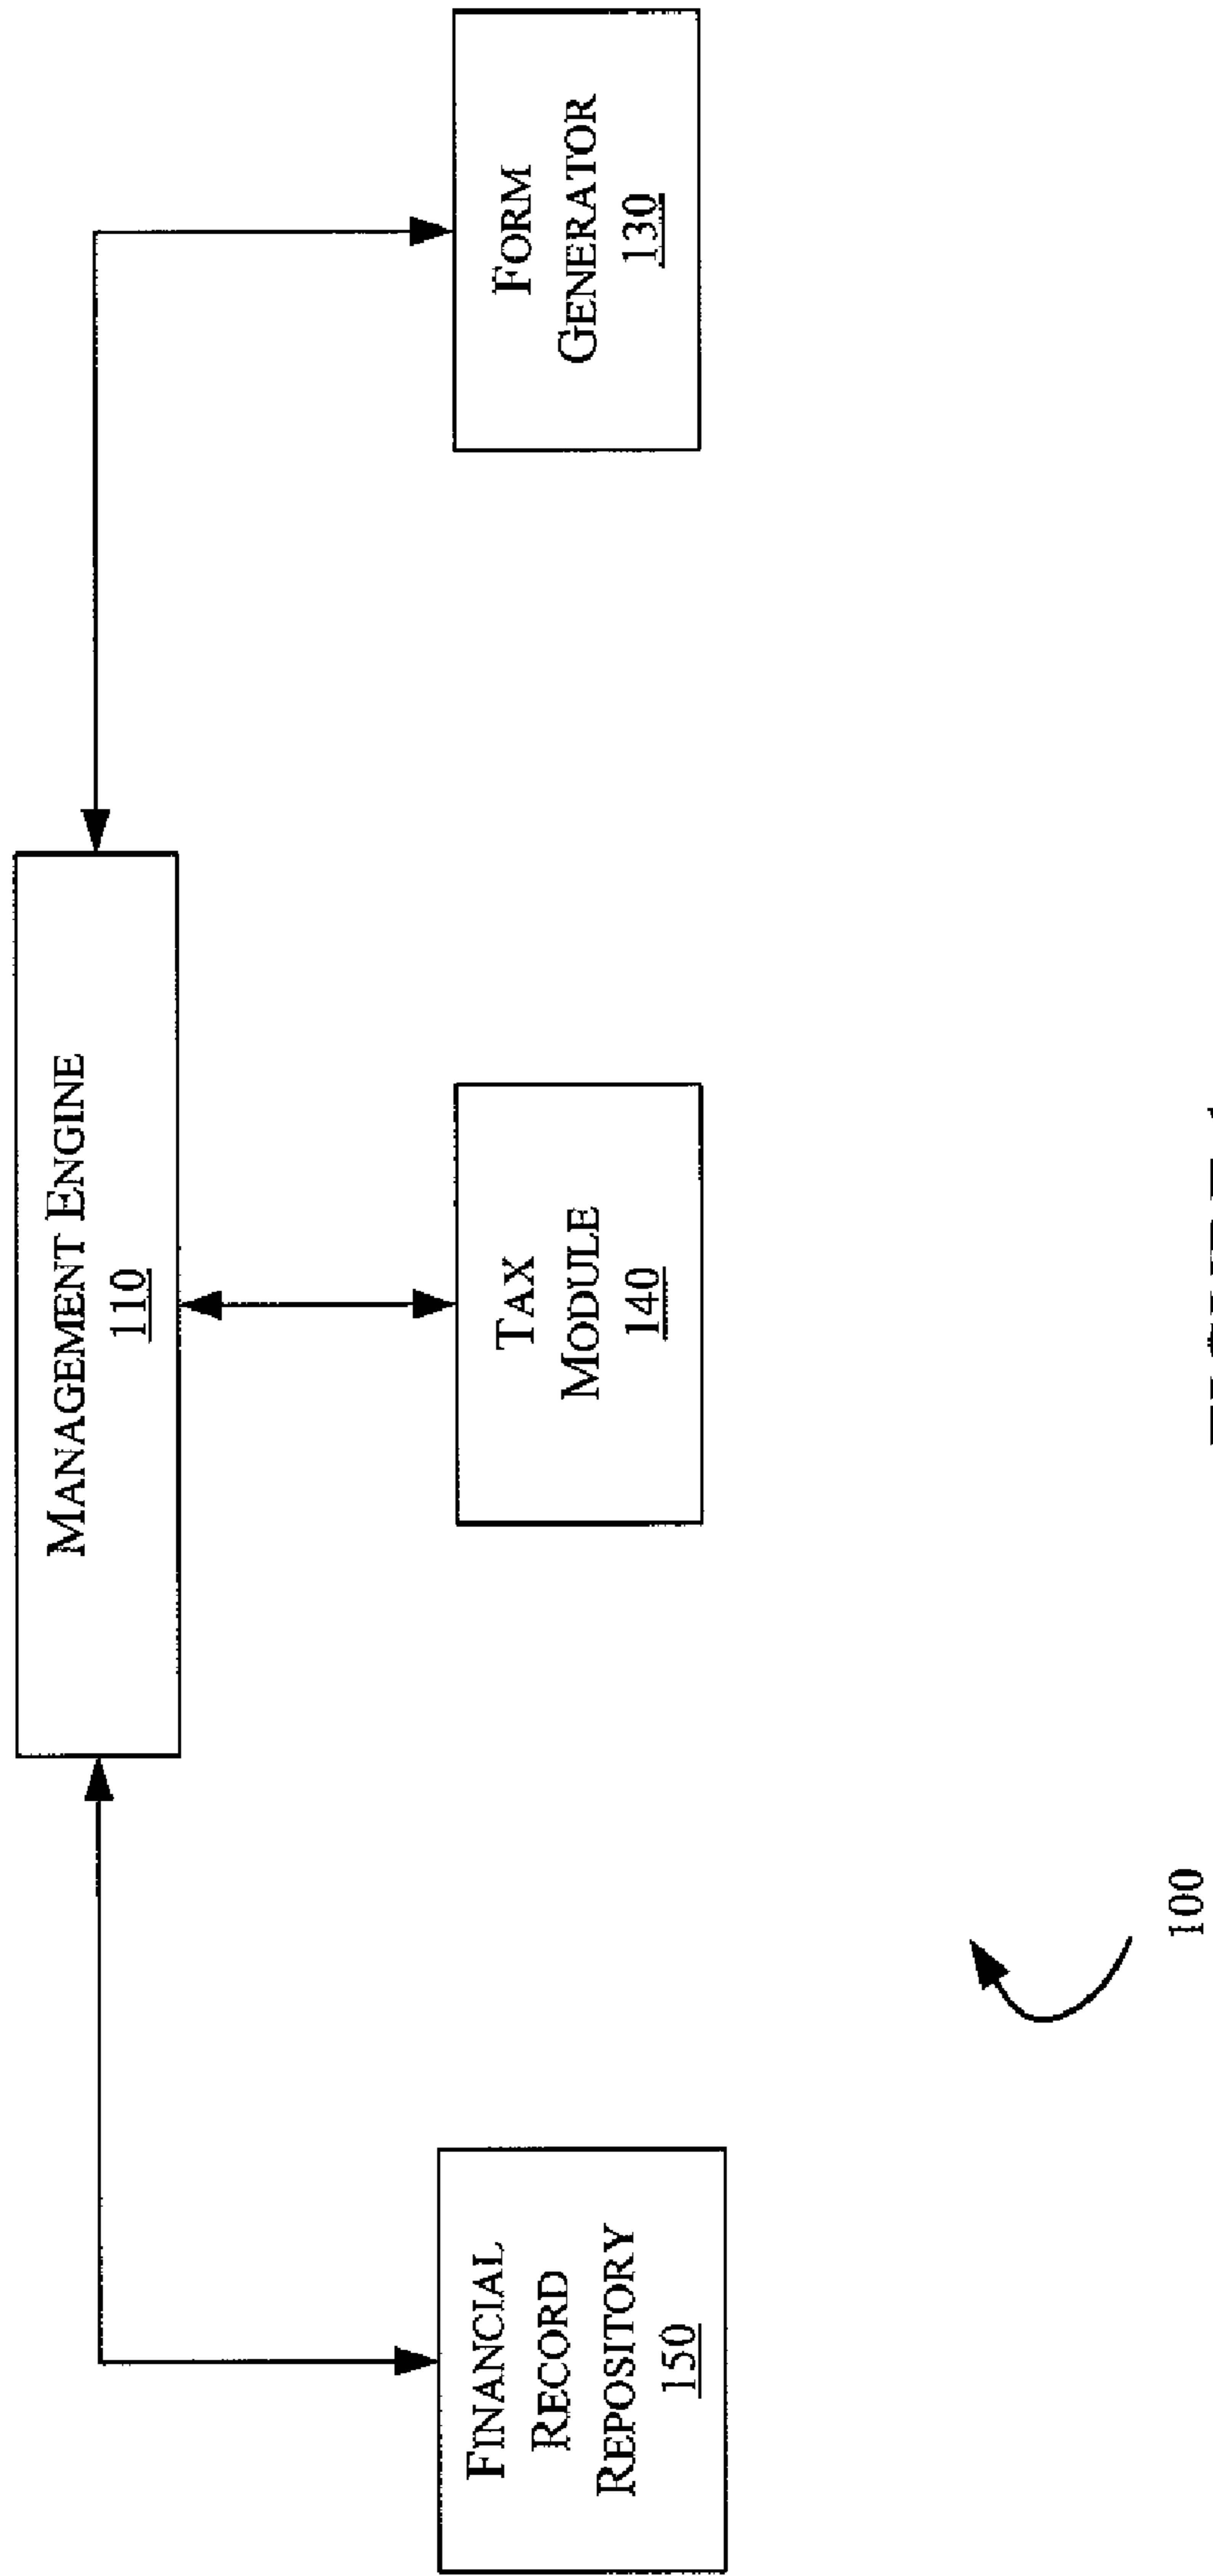 MANAGEMENT ENGINE
110
FINANCIAL
RECORD
REPOSITORY
150
TAX
MODULE
140
FORM
GENERATOR
130
100